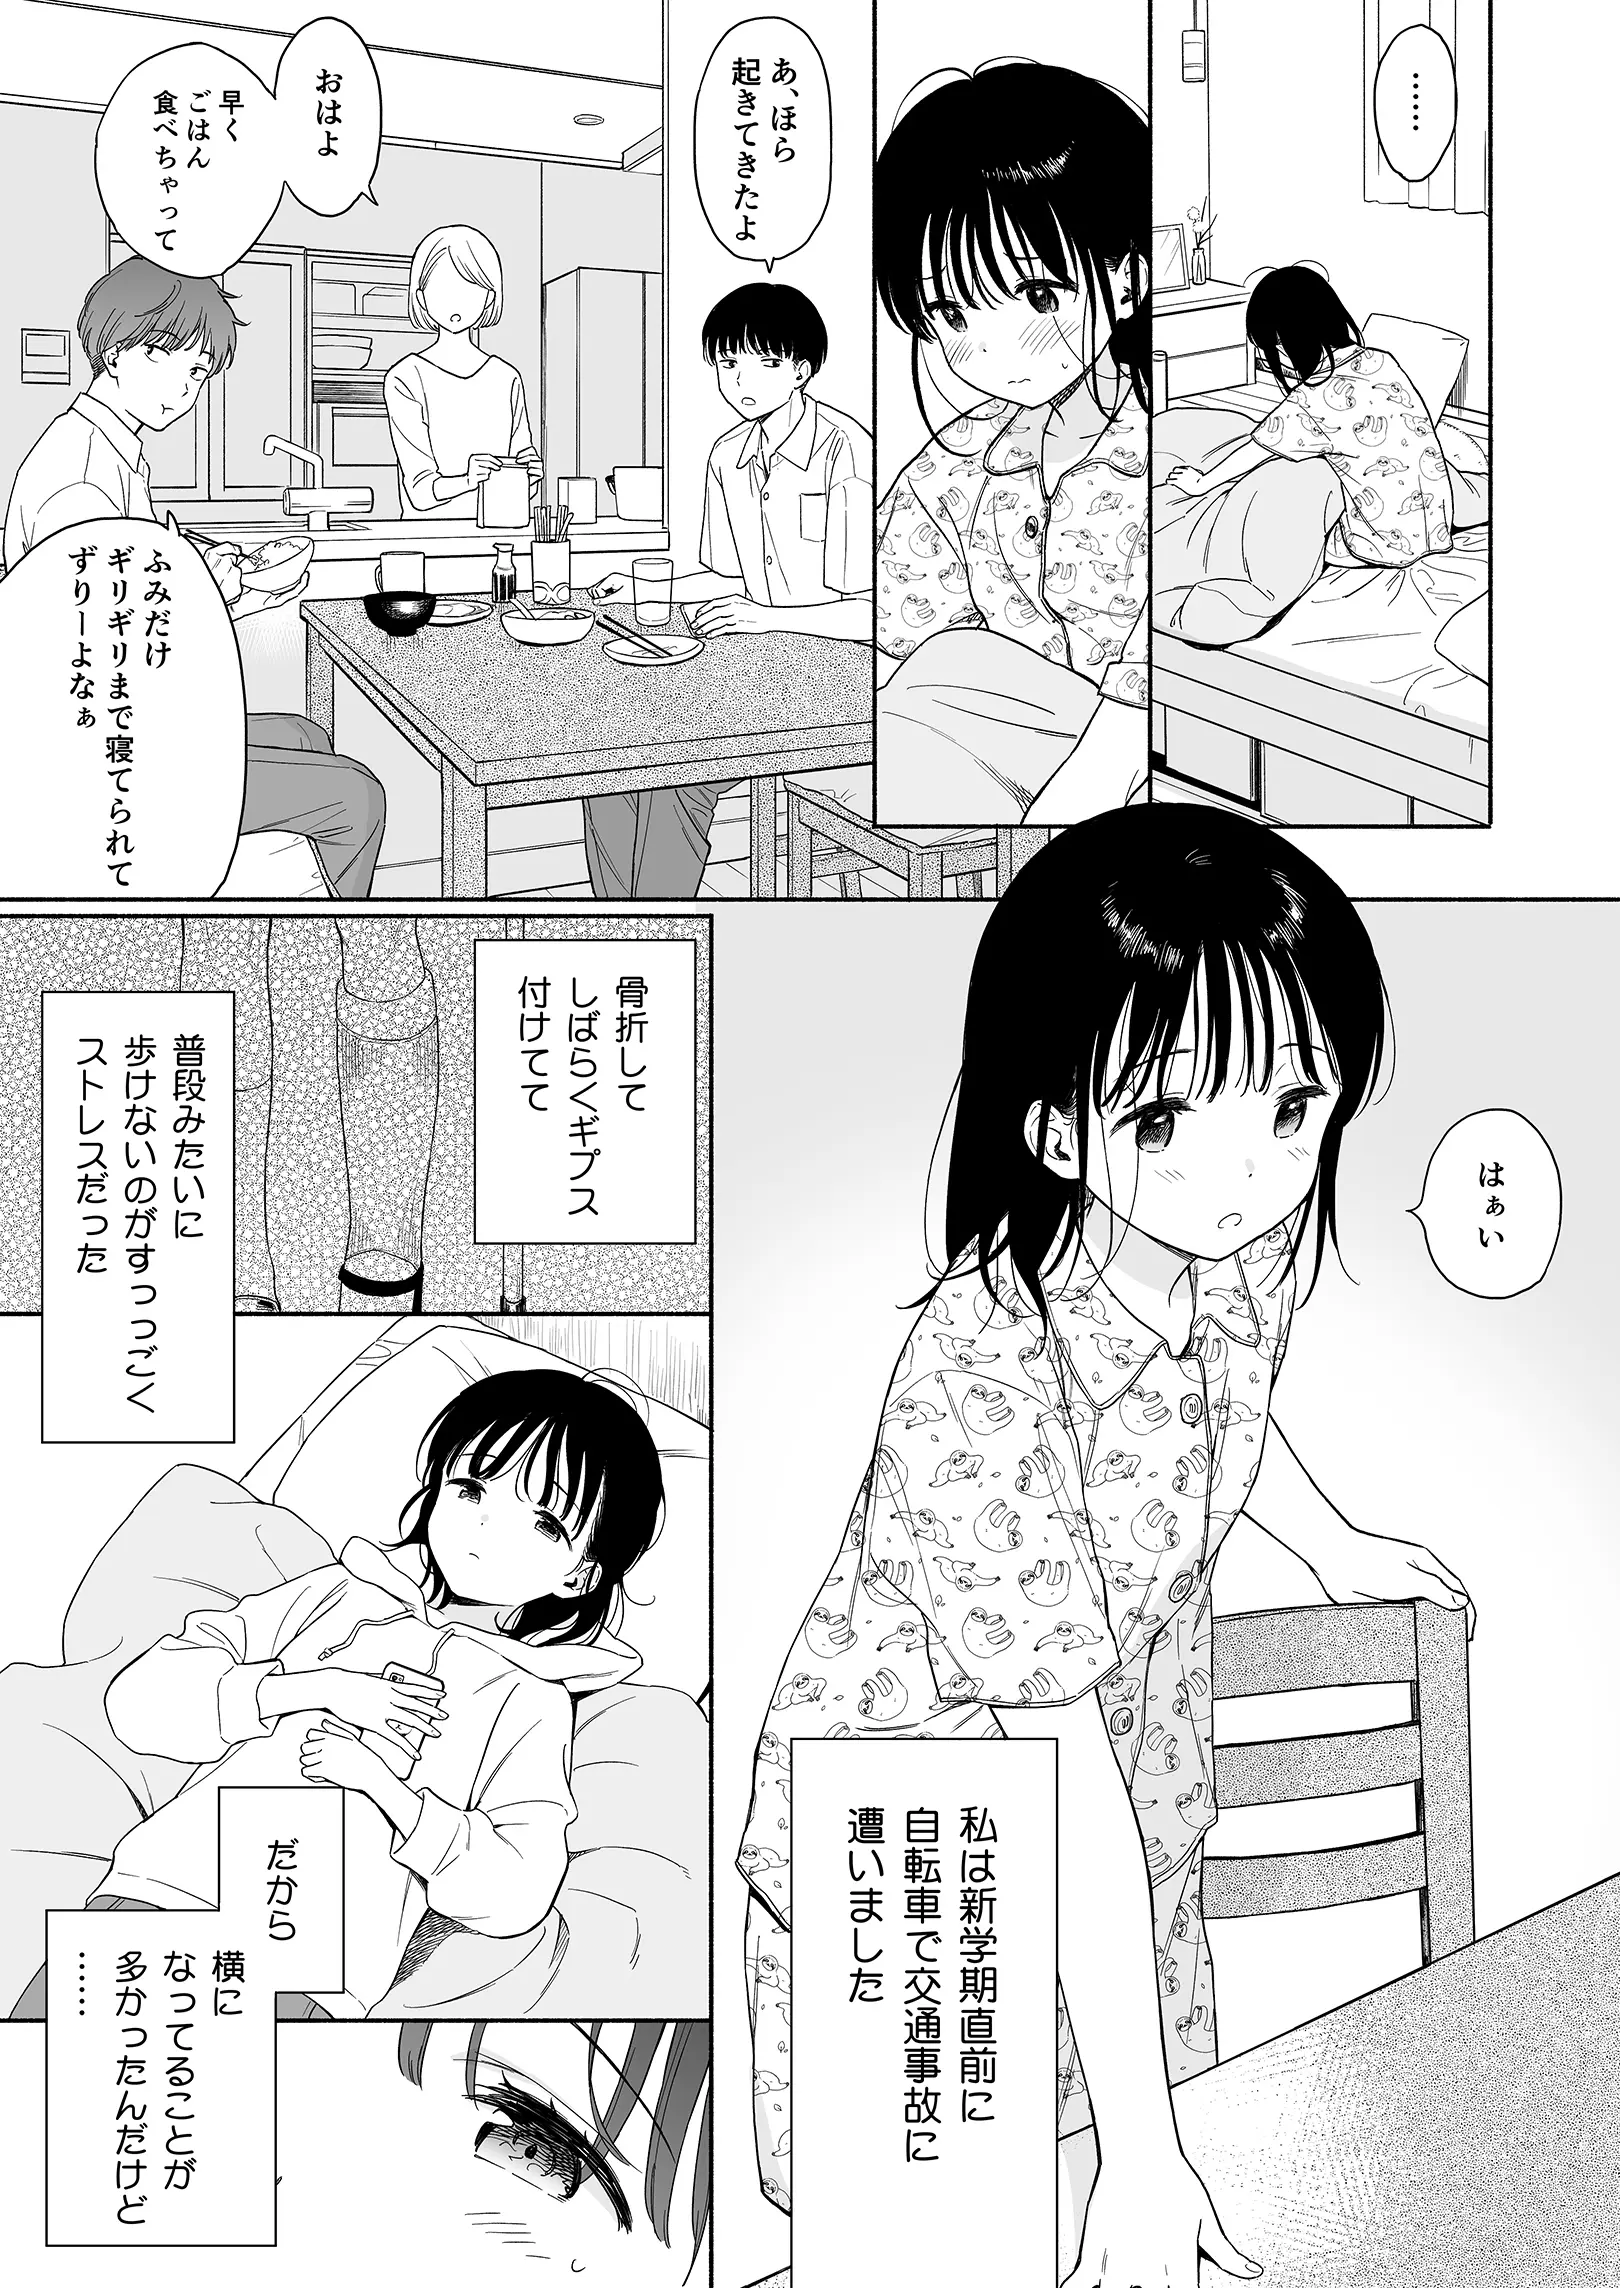 ……
あ、ほら
起きてきたよ
おはよ
早く
ごはん
食べちゃって
ふみだけ
ギリギリまで寝てられて
ずりーよなぁ
はぁい
私は新学期直前に
自転車で交通事故に
遭いました
骨折して
しばらくギプス
付けてて
普段みたいに
歩けないのがすっっごく
ストレスだった
だから
横に
なってることが
多かったんだけど
……